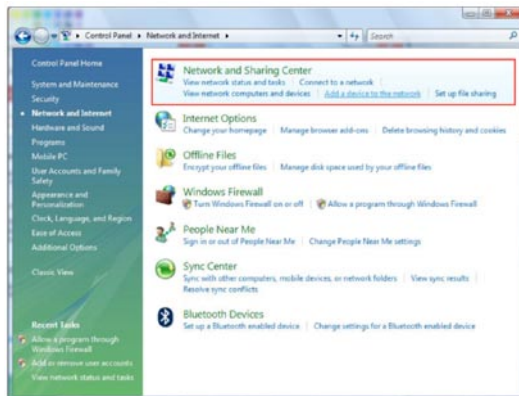 Control Panel
Network and Internet
Search
Control Panel Home
System and Maintenance
Security
Network and Internet
Hardware and Sound
Programs
Mobile PC
User Accounts and Family
Safety
Appearance and
Personalization
Clock, Language, and Region
Ease of Access
Additional Options
Classic View
Recent Tasks
Allow a program through
Windows Firewall
Add or remove user accounts
View network status and tasks
Network and Sharing Center
View network status and tasks Connect to a network
View network computers and devices Add a device to the network Set up file sharing
Internet Options
Change your homepage Manage browser add-ons Delete browsing history and cookies
Offline Files
Encrypt your offline files Manage disk space used by your offline files
Windows Firewall
Turn Windows Firewall on or off Allow a program through Windows Firewall
People Near Me
Sign in or out of People Near Me Change People Near Me settings
Sync Center
Sync with other computers, mobile devices, or network folders View sync results
Resolve sync conflicts
Bluetooth Devices
Set up a Bluetooth enabled device Change settings for a Bluetooth enabled device